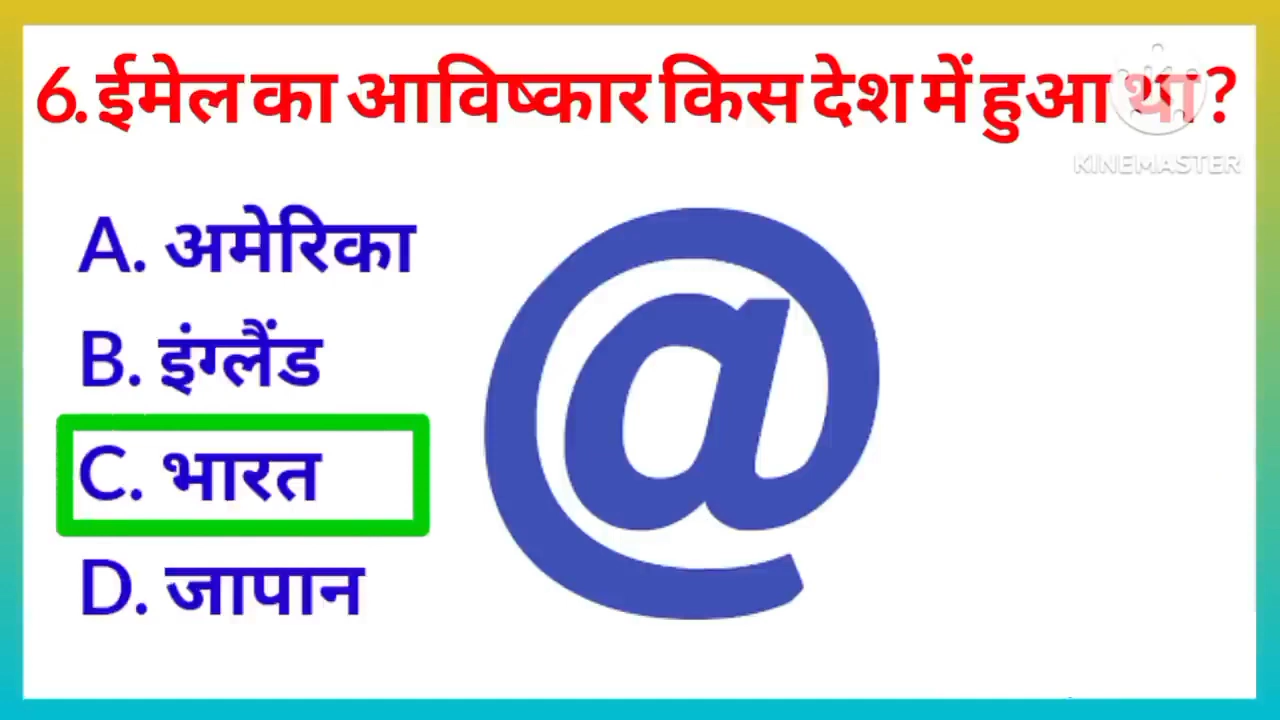 6. ईमेल का आविष्कार किस देश में हुआ था ?
KINEMASTER
A. अमेरिका
B. इंग्लैंड
C. भारत
D. जापान
@